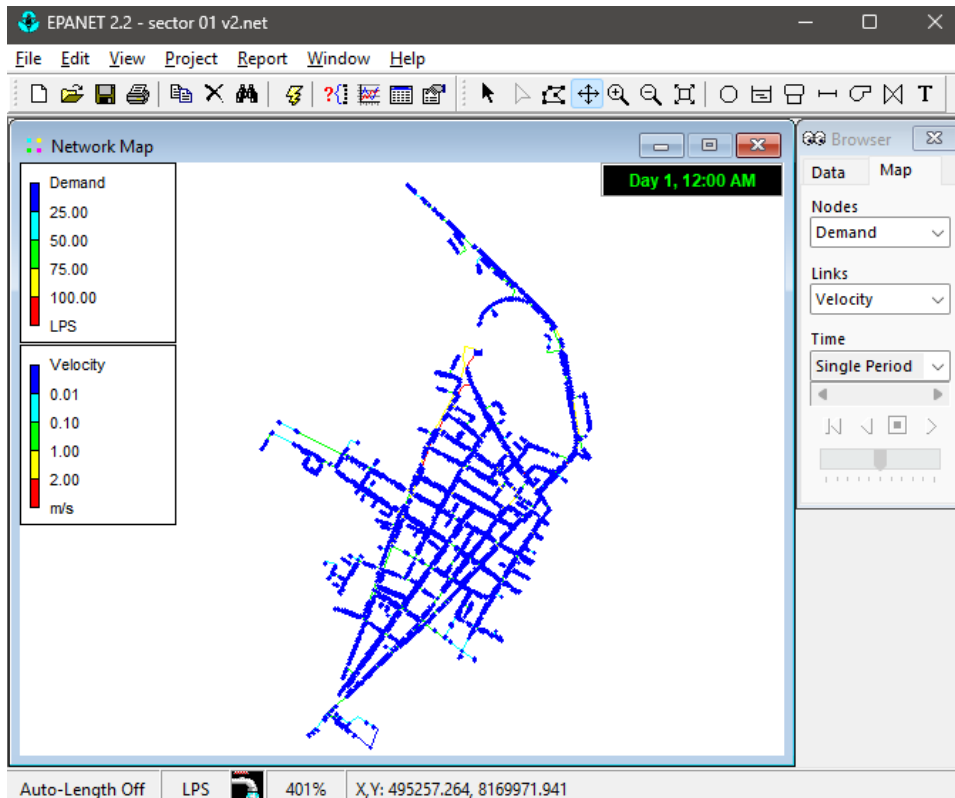 EPANET 2.2 - sector 01 v2.net
File Edit View Project Report Window Help
T
Network Map
Day 1, 12:00 AM
Demand
25.00
50.00
75.00
100.00
LPS
Velocity
0.01
0.10
1.00
2.00
m/s
Browser
Data Map
Nodes
Demand
Links
Velocity
Time
Single Period
Auto-Length Off LPS 401% X,Y: 495257.264, 8169971.941